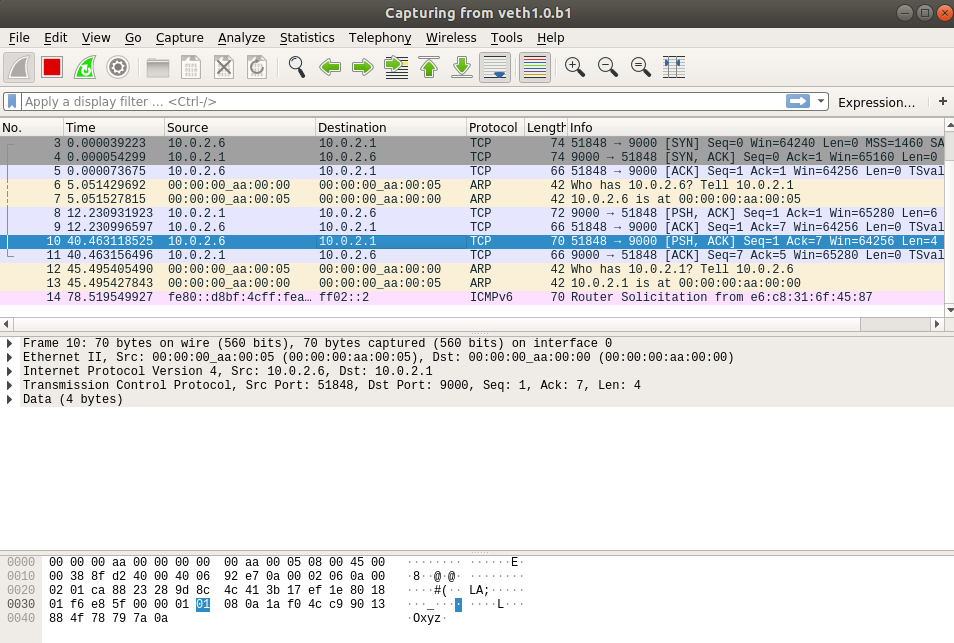 Capturing from veth1.0.b1
File Edit View Go Capture Analyze Statistics Telephony Wireless Tools Help
Apply a display filter ... <Ctrl-/> Expression... +
No. Time Source Destination Protocol Length Info
3 0.000039223 10.0.2.6 10.0.2.1 TCP 74 51848 → 9000 [SYN] Seq=0 Win=64240 Len=0 MSS=1460 SA
4 0.000054299 10.0.2.1 10.0.2.6 TCP 74 9000 → 51848 [SYN, ACK] Seq=0 Ack=1 Win=65160 Len=0
5 0.000073675 10.0.2.6 10.0.2.1 TCP 66 51848 → 9000 [ACK] Seq=1 Ack=1 Win=64256 Len=0 TSval
6 5.051429692 00:00:00_aa:00:00 00:00:00_aa:00:05 ARP 42 Who has 10.0.2.6? Tell 10.0.2.1
7 5.051527815 00:00:00_aa:00:05 00:00:00_aa:00:00 ARP 42 10.0.2.6 is at 00:00:00:aa:00:05
8 12.230931923 10.0.2.1 10.0.2.6 TCP 72 9000 → 51848 [PSH, ACK] Seq=1 Ack=1 Win=65280 Len=6
9 12.230996597 10.0.2.6 10.0.2.1 TCP 66 51848 → 9000 [ACK] Seq=1 Ack=7 Win=64256 Len=0 TSval
10 40.463118525 10.0.2.6 10.0.2.1 TCP 70 51848 → 9000 [PSH, ACK] Seq=1 Ack=7 Win=64256 Len=4
11 40.463156496 10.0.2.1 10.0.2.6 TCP 66 9000 → 51848 [ACK] Seq=7 Ack=5 Win=65280 Len=0 TSval
12 45.495405490 00:00:00_aa:00:05 00:00:00_aa:00:00 ARP 42 Who has 10.0.2.1? Tell 10.0.2.6
13 45.495427843 00:00:00_aa:00:00 00:00:00_aa:00:05 ARP 42 10.0.2.1 is at 00:00:00:aa:00:00
14 78.519549927 fe80::d8bf:4cff:fea… ff02::2 ICMPv6 70 Router Solicitation from e6:c8:31:6f:45:87
Frame 10: 70 bytes on wire (560 bits), 70 bytes captured (560 bits) on interface 0
Ethernet II, Src: 00:00:00_aa:00:05 (00:00:00:aa:00:05), Dst: 00:00:00_aa:00:00 (00:00:00:aa:00:00)
Internet Protocol Version 4, Src: 10.0.2.6, Dst: 10.0.2.1
Transmission Control Protocol, Src Port: 51848, Dst Port: 9000, Seq: 1, Ack: 7, Len: 4
Data (4 bytes)
0000 00 00 00 aa 00 00 00 00 00 aa 00 05 08 00 45 00 ········ ······E·
0010 00 38 8f d2 40 00 40 06 92 e7 0a 00 02 06 0a 00 ·8··@·@· ········
0020 02 01 ca 88 23 28 9d 8c 4c 41 3b 17 ef 1e 80 18 ····#(·· LA;·····
0030 01 f6 e8 5f 00 00 01 01 08 0a 1a f0 4c c9 90 13 ···_···· ····L···
0040 88 4f 78 79 7a 0a ·Oxyz·